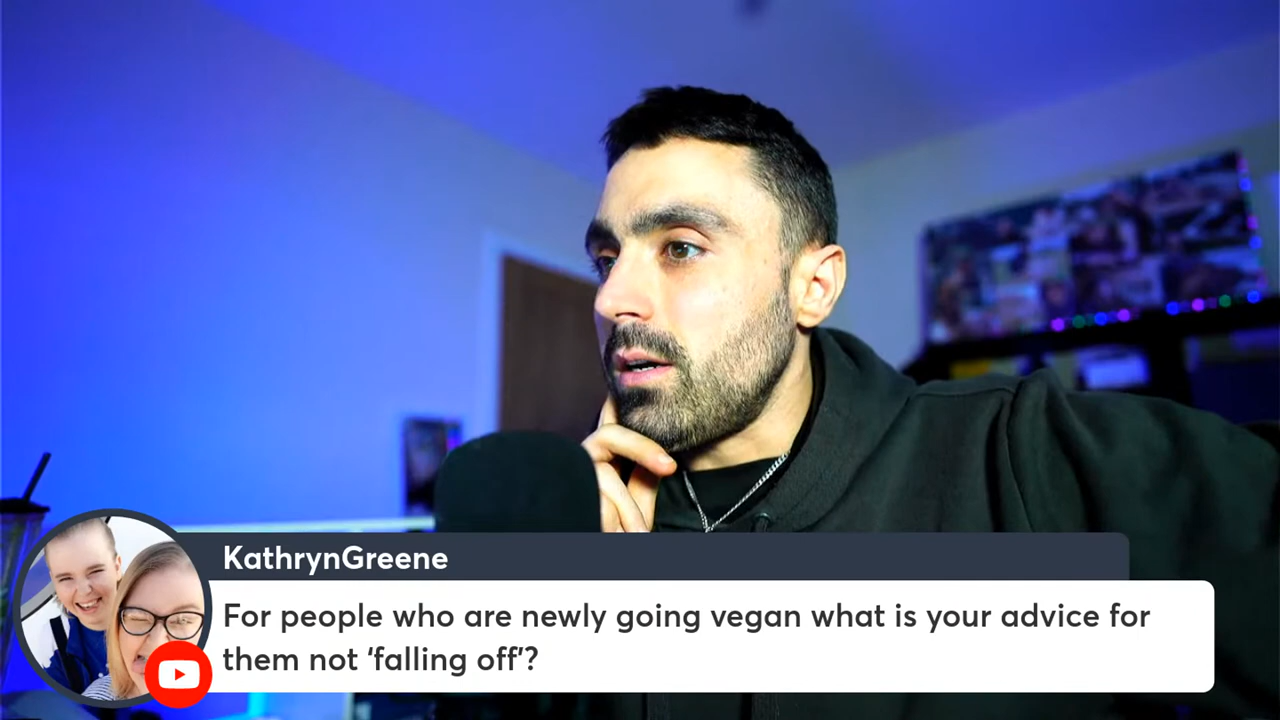 KathrynGreene
For people who are newly going vegan what is your advice for
them not ‘falling off’?